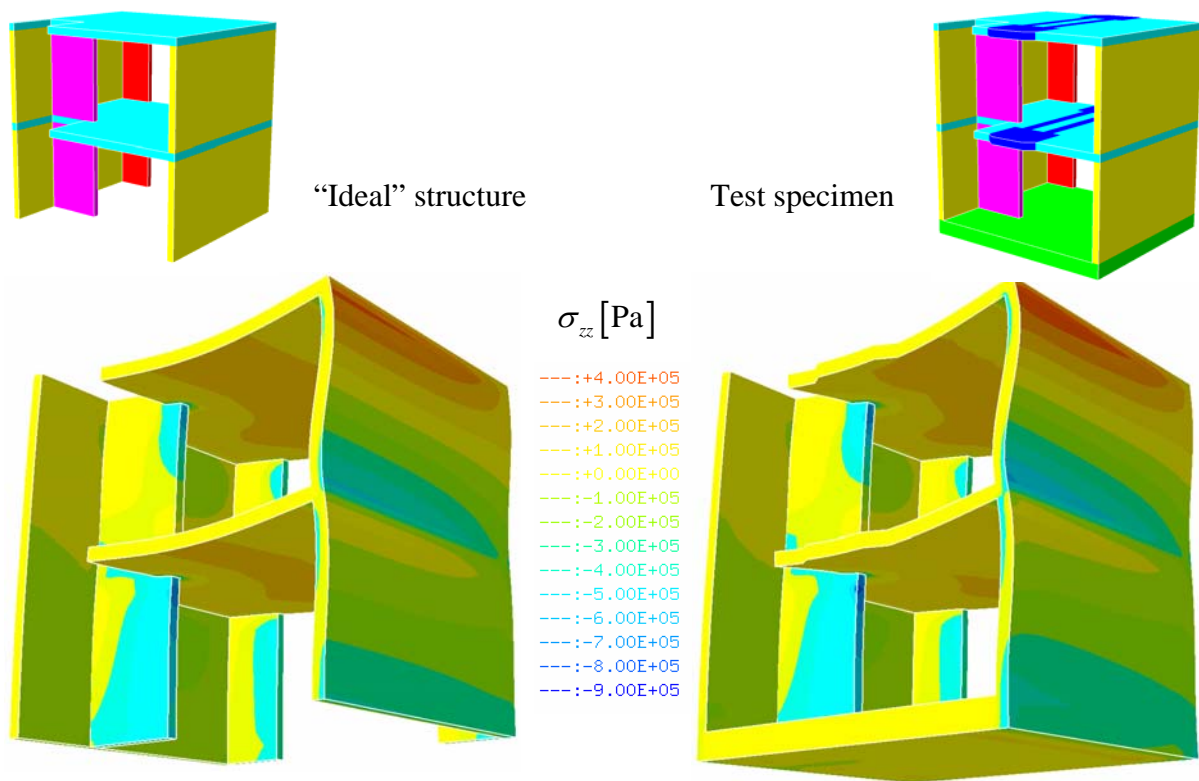 “Ideal” structure
Test specimen
σzz [Pa]
---:+4.00E+05
---:+3.00E+05
---:+2.00E+05
---:+1.00E+05
---:+0.00E+00
---:-1.00E+05
---:-2.00E+05
---:-3.00E+05
---:-4.00E+05
---:-5.00E+05
---:-6.00E+05
---:-7.00E+05
---:-8.00E+05
---:-9.00E+05